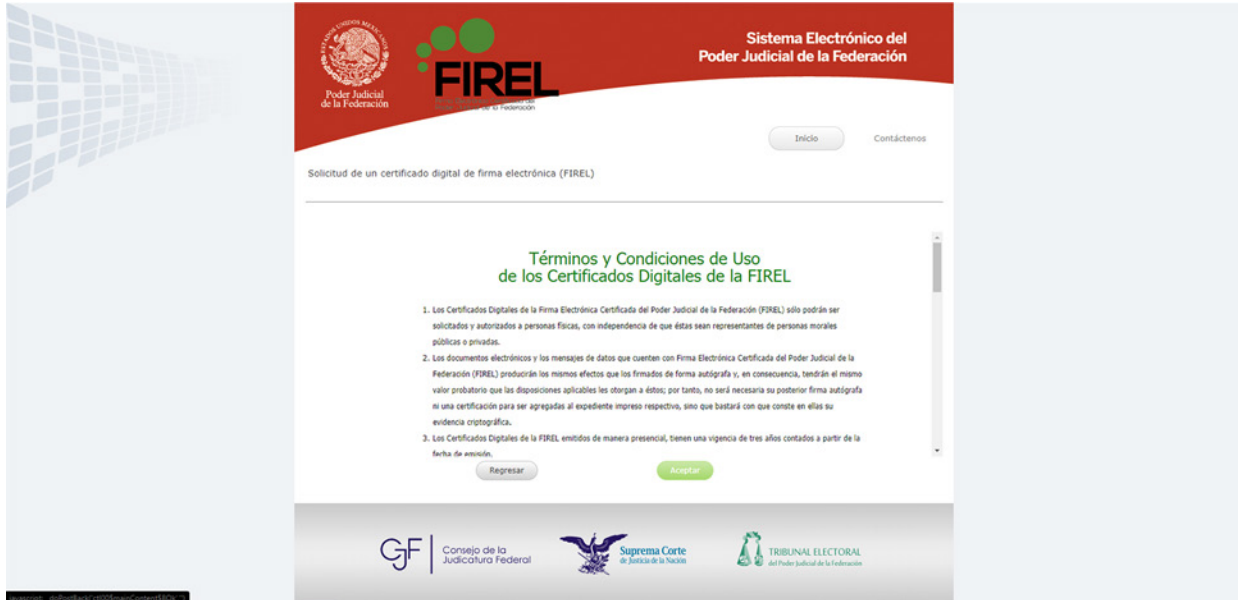 ESTADOS UNIDOS MEXICANOS
Poder Judicial
de la Federación
FIREL
Sistema Electrónico del
Poder Judicial de la Federación
Inicio
Contáctenos
Solicitud de un certificado digital de firma electrónica (FIREL)
Términos y Condiciones de Uso
de los Certificados Digitales de la FIREL
1. Los Certificados Digitales de la Firma Electrónica Certificada del Poder Judicial de la Federación (FIREL) sólo podrán ser
solicitados y autorizados a personas físicas, con independencia de que éstas sean representantes de personas morales
públicas o privadas.
2. Los documentos electrónicos y los mensajes de datos que cuenten con Firma Electrónica Certificada del Poder Judicial de la
Federación (FIREL) producirán los mismos efectos que los firmados de forma autógrafa y, en consecuencia, tendrán el mismo
valor probatorio que las disposiciones aplicables les otorgan a éstos; por tanto, no será necesaria su posterior firma autógrafa
ni una certificación para ser agregadas al expediente impreso respectivo, sino que bastará con que conste en ellas su
evidencia criptográfica.
3. Los Certificados Digitales de la FIREL emitidos de manera presencial, tienen una vigencia de tres años contados a partir de la
fecha de emisión.
Regresar
Aceptar
CJF
Consejo de la
Judicatura Federal
Suprema Corte
de Justicia de la Nación
TRIBUNAL ELECTORAL
del Poder Judicial de la Federación